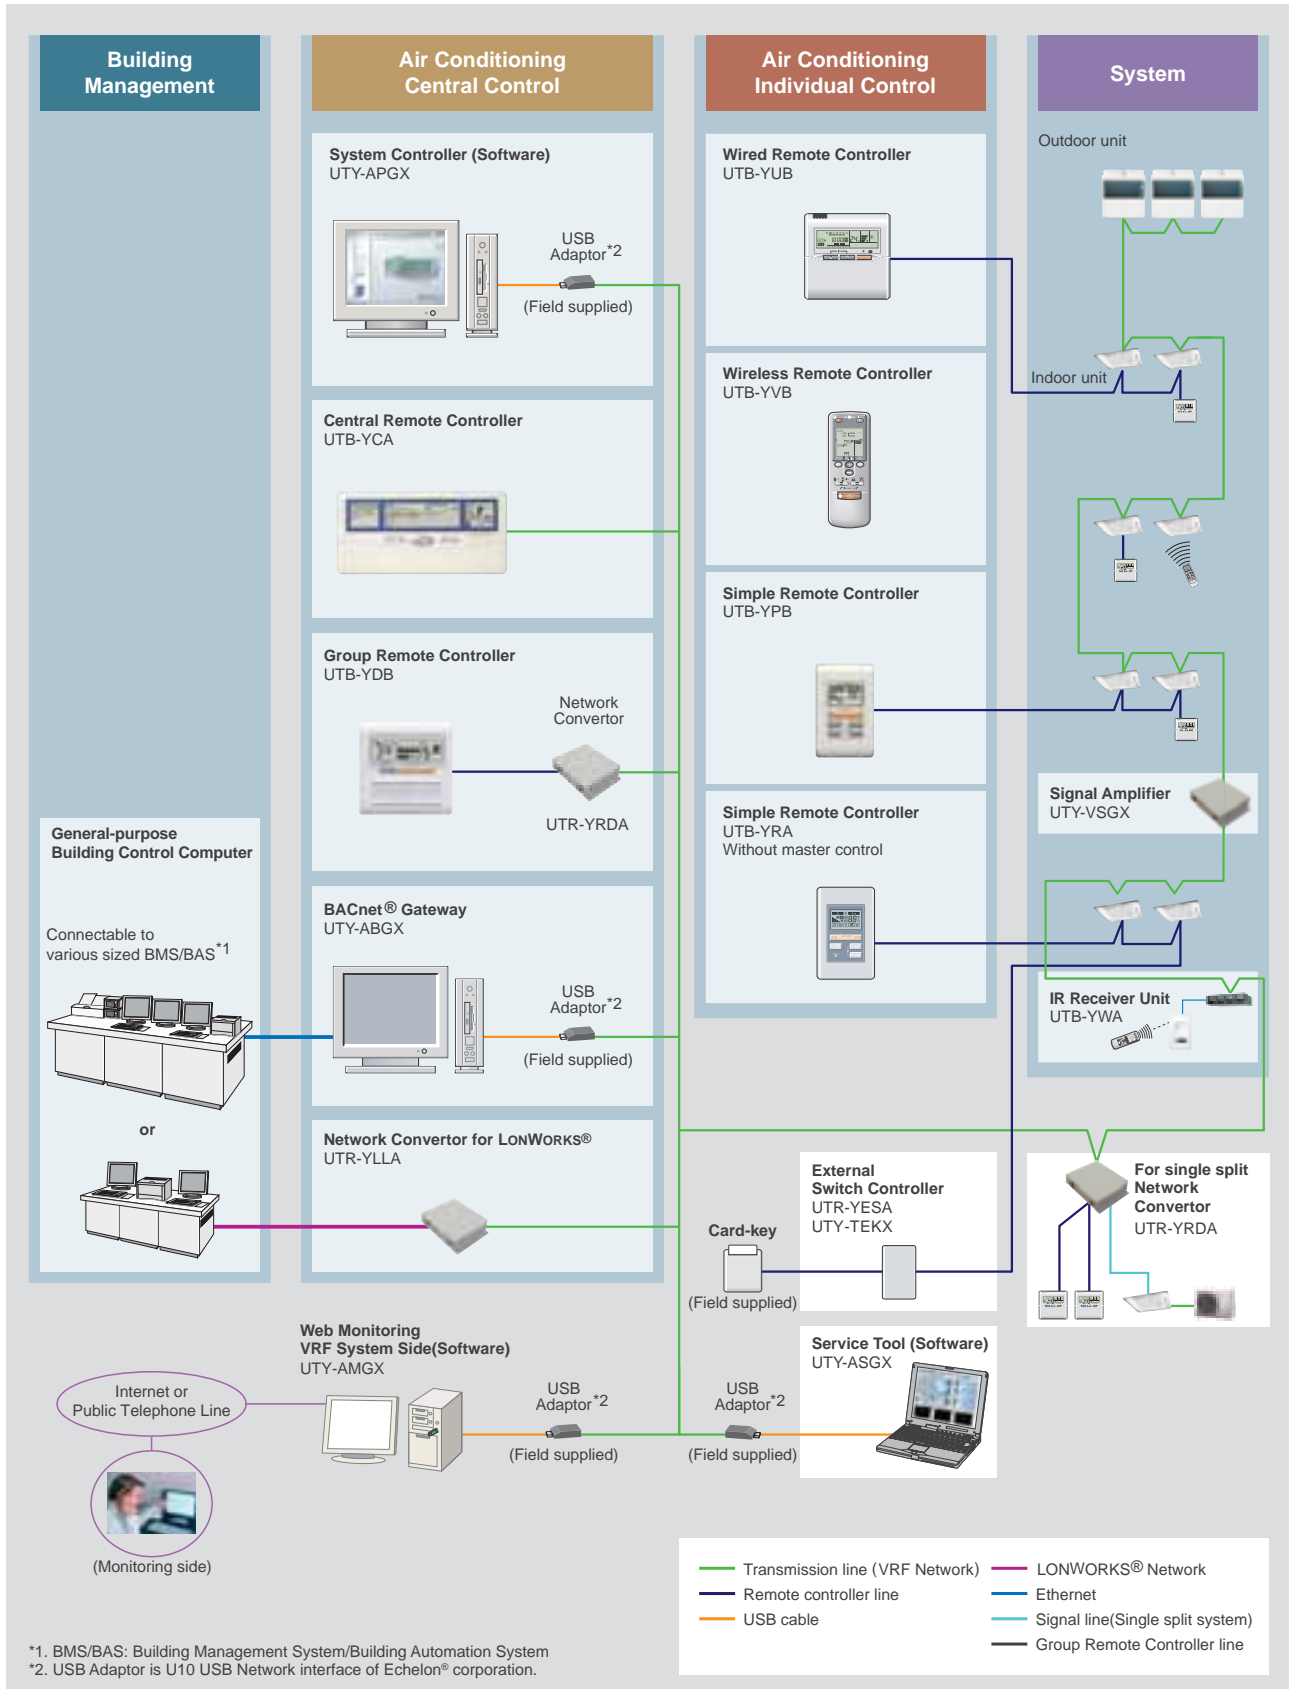 Building
Management
Air Conditioning
Central Control
Air Conditioning
Individual Control
System
System Controller (Software)
UTY-APGX
USB
Adaptor*2
(Field supplied)
Central Remote Controller
UTB-YCA
Group Remote Controller
UTB-YDB
Network
Convertor
UTR-YRDA
General-purpose
Building Control Computer
Connectable to
various sized BMS/BAS*1
or
BACnet® Gateway
UTY-ABGX
USB
Adaptor*2
(Field supplied)
Network Convertor for LONWORKS®
UTR-YLLA
Wired Remote Controller
UTB-YUB
Wireless Remote Controller
UTB-YVB
Simple Remote Controller
UTB-YPB
Simple Remote Controller
UTB-YRA
Without master control
Outdoor unit
Indoor unit
Signal Amplifier
UTY-VSGX
IR Receiver Unit
UTB-YWA
External
Switch Controller
UTR-YESA
UTY-TEKX
Card-key
(Field supplied)
For single split
Network
Convertor
UTR-YRDA
Web Monitoring
VRF System Side(Software)
UTY-AMGX
Internet or
Public Telephone Line
(Monitoring side)
USB
Adaptor*2
(Field supplied)
USB
Adaptor*2
(Field supplied)
Service Tool (Software)
UTY-ASGX
Transmission line (VRF Network)
Remote controller line
USB cable
LONWORKS® Network
Ethernet
Signal line(Single split system)
Group Remote Controller line
*1. BMS/BAS: Building Management System/Building Automation System
*2. USB Adaptor is U10 USB Network interface of Echelon® corporation.